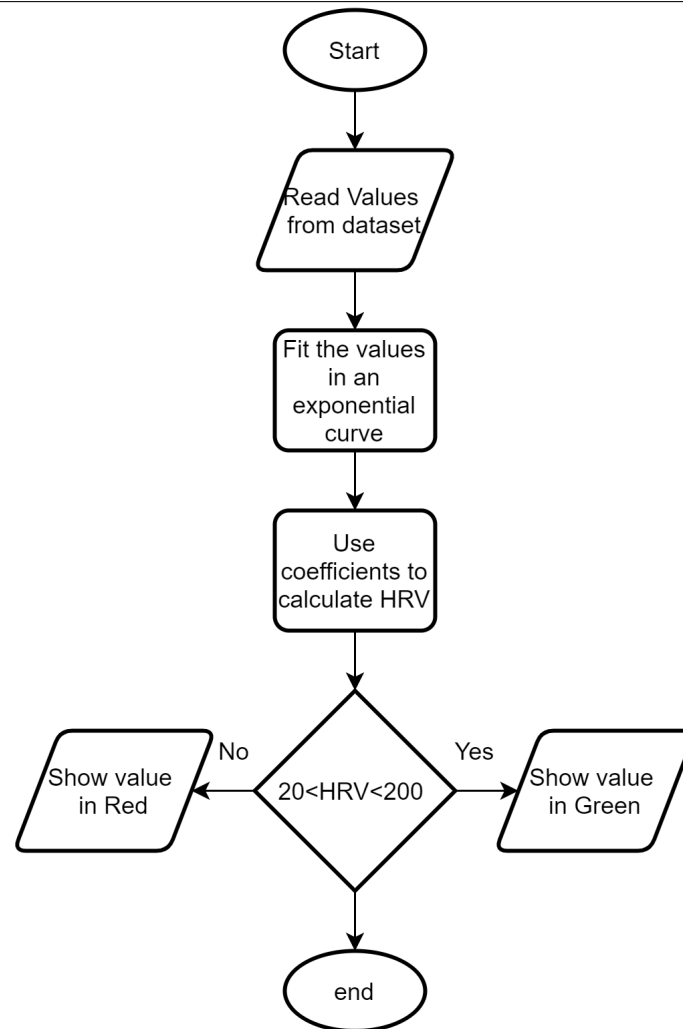 Start
Read Values
from dataset
Fit the values
in an
exponential
curve
Use
coefficients to
calculate HRV
No
Yes
Show value
in Red
20<HRV<200
Show value
in Green
end